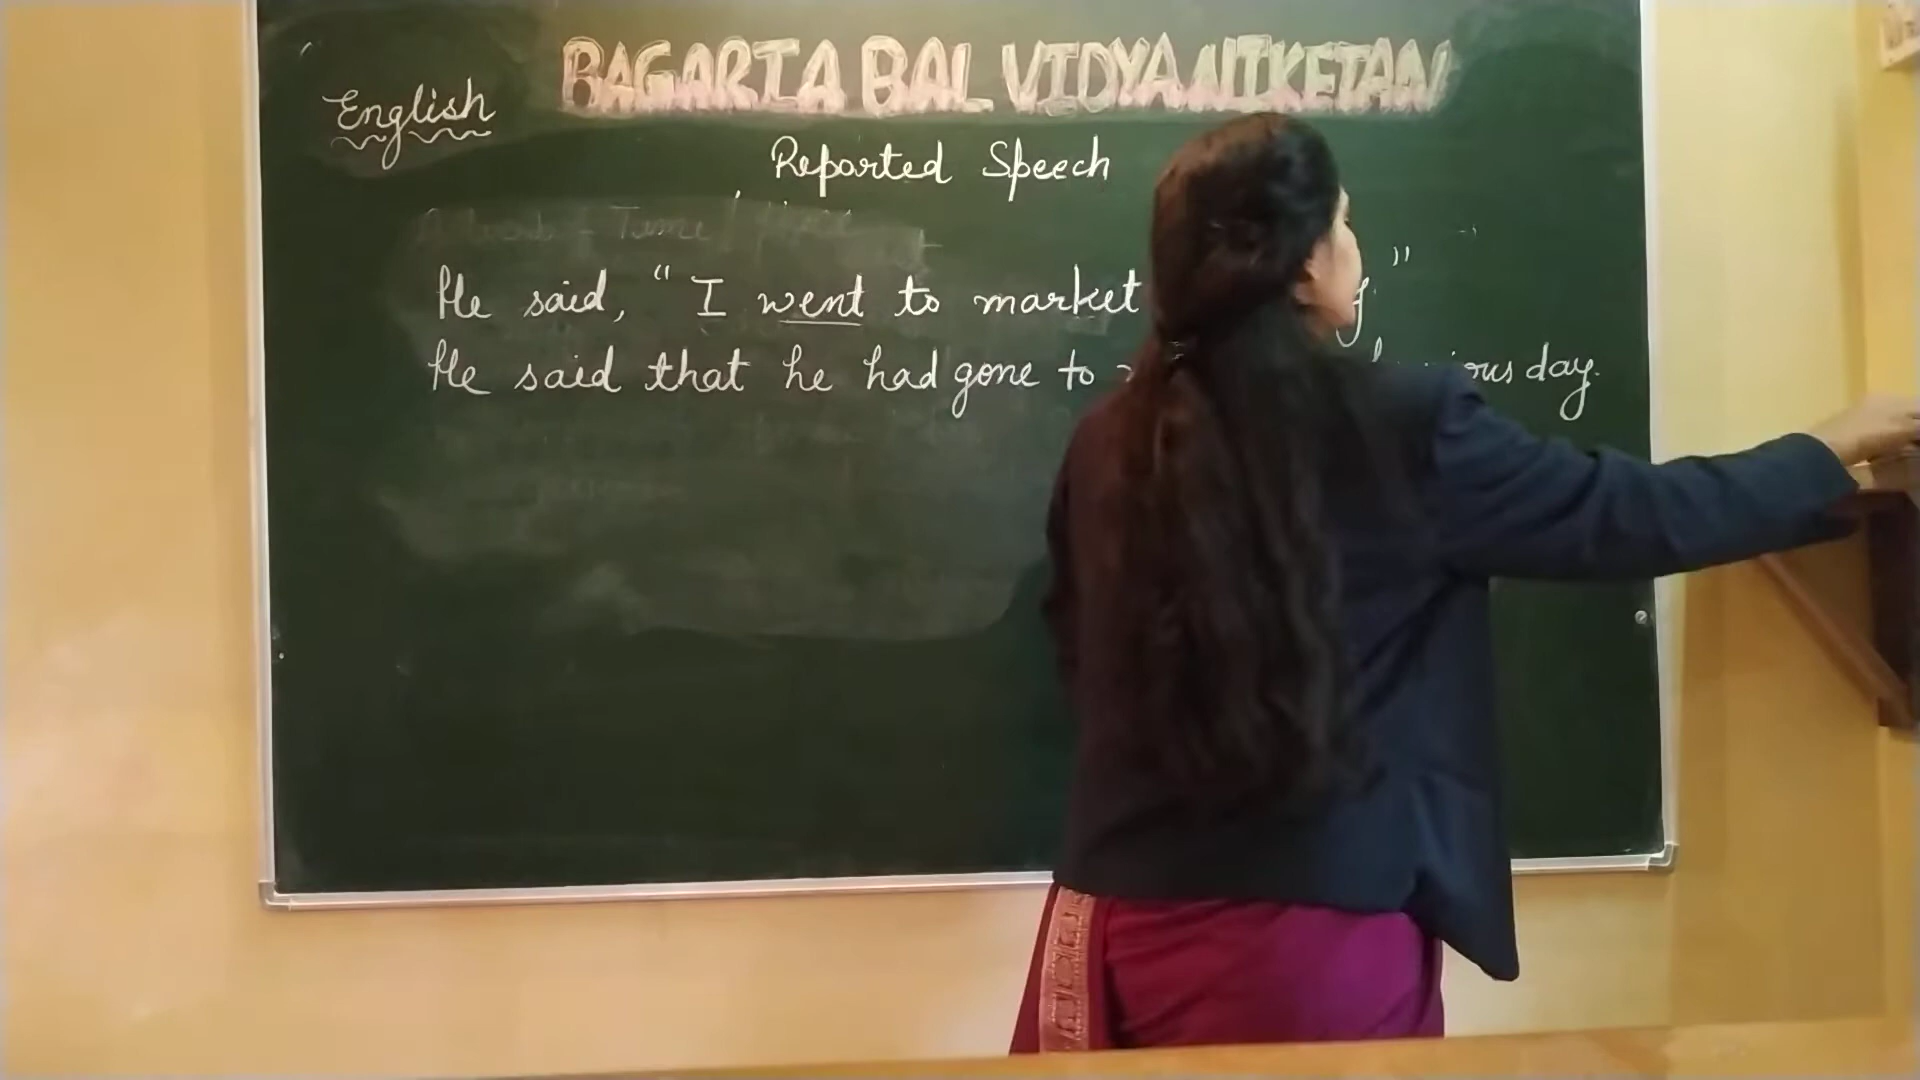 BAGARIA BAL VIDYA NIKETAN
English
Reported Speech
Time
He said, "I went to market "
He said that he had gone to day.